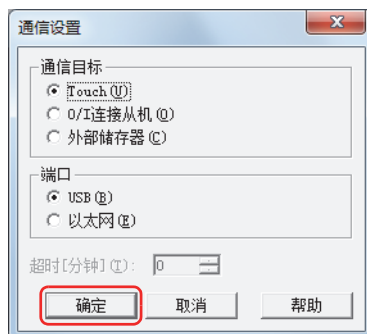 通信设置
通信目标
Touch(U)
O/I连接从机(O)
外部储存器(C)
端口
USB(B)
以太网(E)
超时[分钟](T): 0
确定 取消 帮助